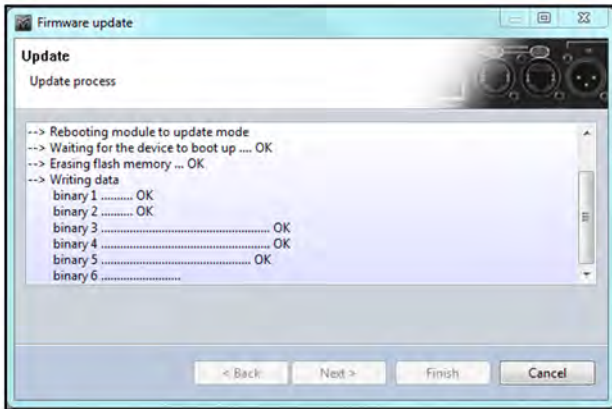 Firmware update
Update
Update process
--> Rebooting module to update mode
--> Waiting for the device to boot up .... OK
--> Erasing flash memory ... OK
--> Writing data
binary 1 .......... OK
binary 2 .......... OK
binary 3 ..................................................... OK
binary 4 ..................................................... OK
binary 5 ............................................... OK
binary 6 .........................
< Back
Next >
Finish
Cancel